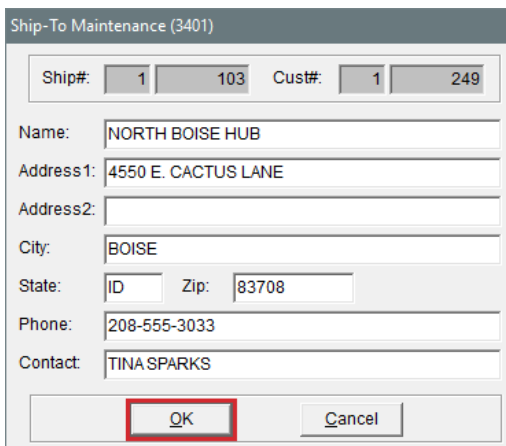 Ship-To Maintenance (3401)
Ship#: 1 103 Cust#: 1 249
Name: NORTH BOISE HUB
Address1: 4550 E. CACTUS LANE
Address2:
City: BOISE
State: ID Zip: 83708
Phone: 208-555-3033
Contact: TINA SPARKS
OK Cancel